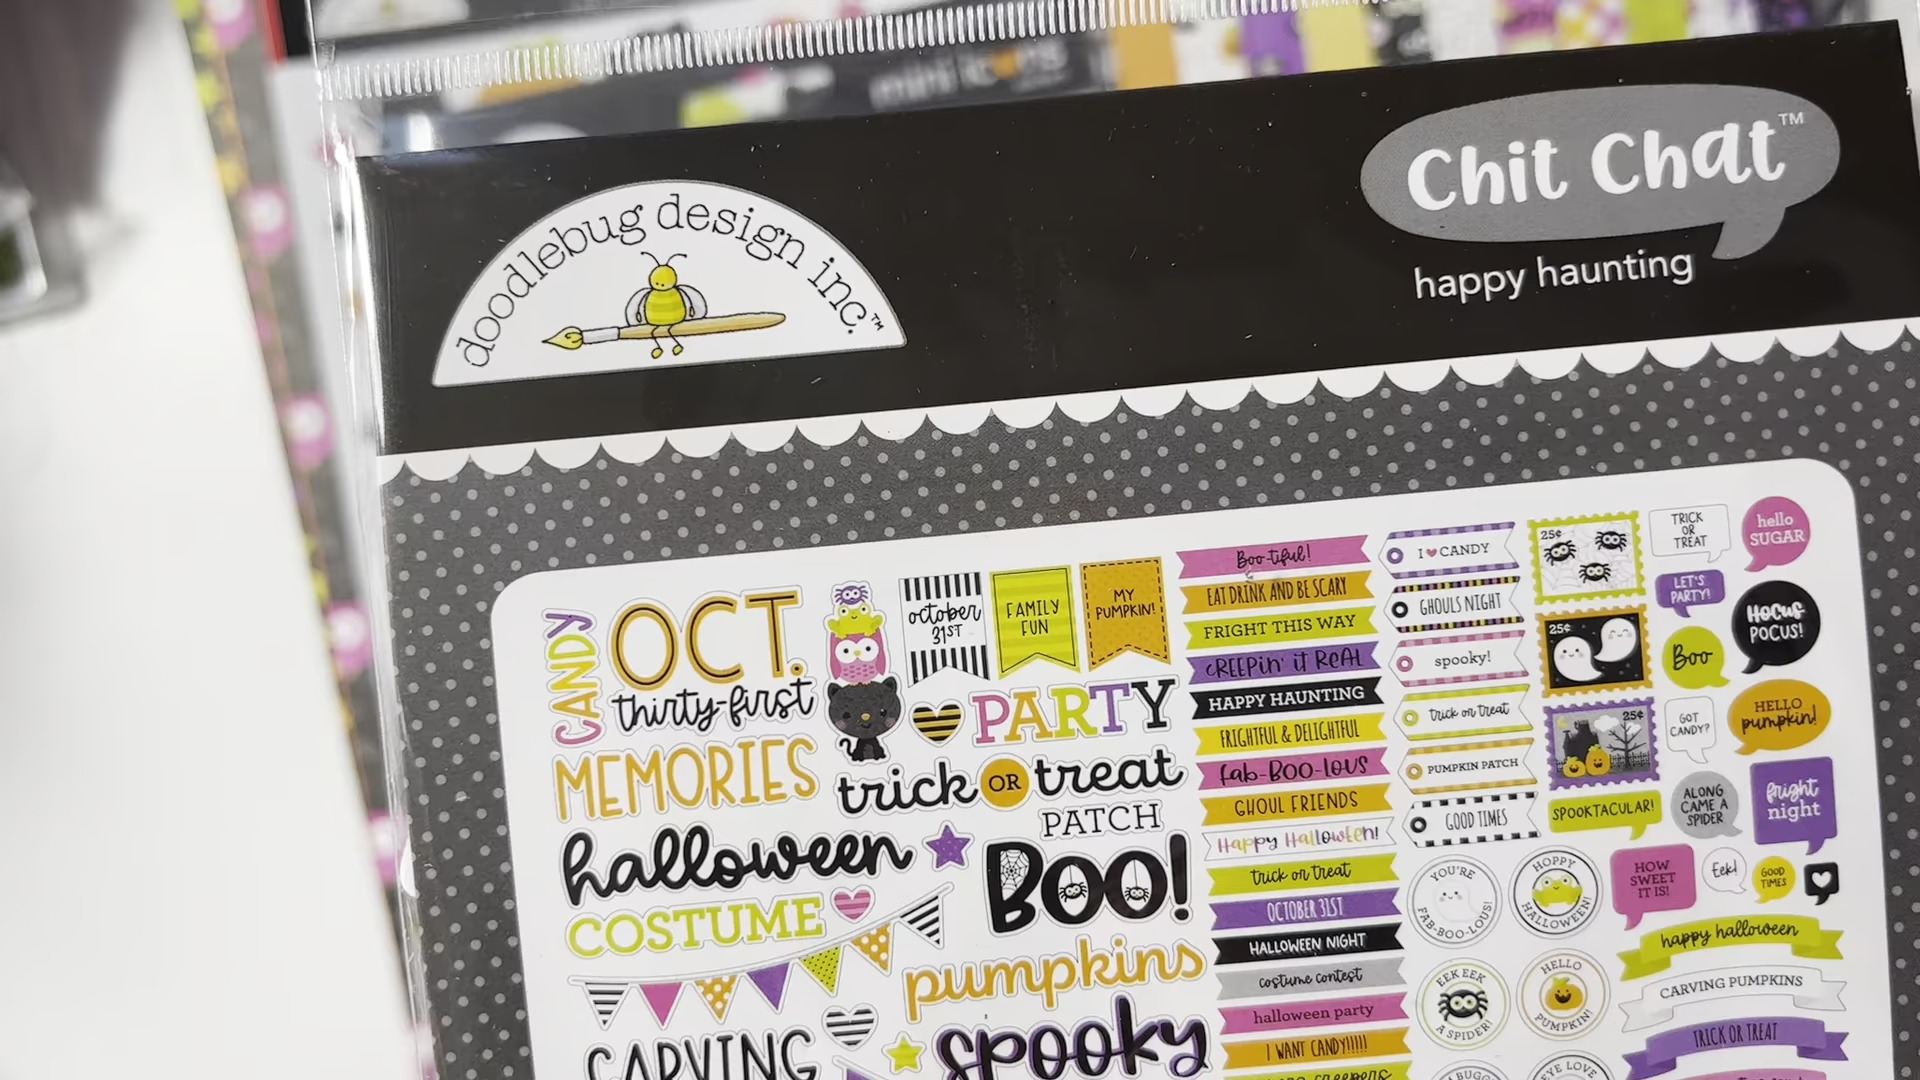 mini icons
doodlebug design inc.™
Chit Chat™
happy haunting
CANDY
OCT.
thirty-first
MEMORIES
halloween
COSTUME
CARVING
october
31ST
FAMILY
FUN
MY
PUMPKIN!
PARTY
trick OR treat
PATCH
BOO!
pumpkins
spooky
Boo-tiful!
EAT DRINK AND BE SCARY
FRIGHT THIS WAY
CREEPin' it REAL
HAPPY HAUNTING
FRIGHTFUL & DELIGHTFUL
fab-BOO-lous
GHOUL FRIENDS
Happy Halloween!
trick or treat
OCTOBER 31ST
HALLOWEEN NIGHT
costume contest
halloween party
I WANT CANDY!!!!!
I ♥ CANDY
GHOULS NIGHT
spooky!
trick or treat
PUMPKIN PATCH
GOOD TIMES
25¢
25¢
25¢
TRICK
OR
TREAT
hello
SUGAR
LET'S
PARTY!
HOCUS
POCUS!
Boo
HELLO
pumpkin!
GOT
CANDY?
SPOOKTACULAR!
ALONG
CAME A
SPIDER
fright
night
YOU'RE
FAB-BOO-LOUS!
HOPPY
HALLOWEEN!
HOW
SWEET
IT IS!
Eek!
GOOD
TIMES
EEK EEK
A SPIDER!
HELLO
PUMPKIN!
happy halloween
CARVING PUMPKINS
TRICK OR TREAT
EYE LOVE